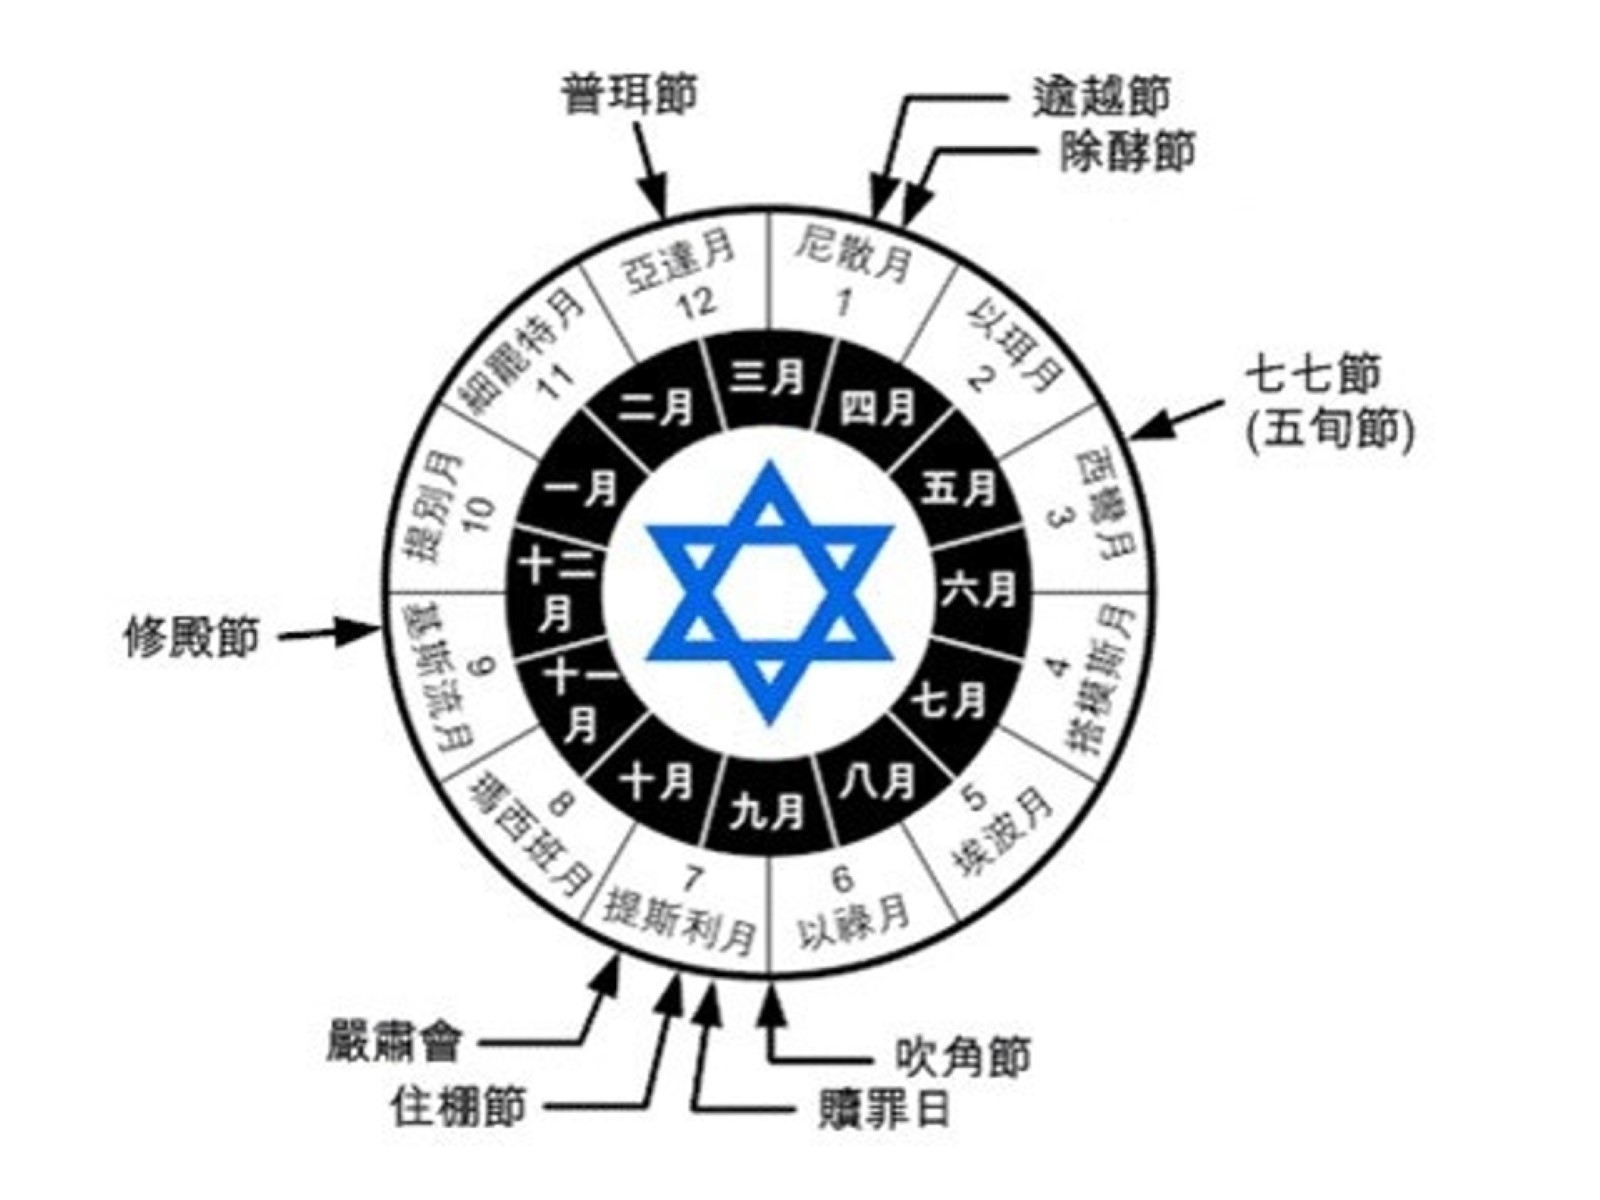 普珥節
逾越節
除酵節
七七節
(五旬節)
修殿節
嚴肅會
住棚節
贖罪日
吹角節
尼散月
1
以珥月
2
西彎月
3
搭模斯月
4
埃波月
5
以祿月
6
提斯利月
7
瑪西班月
8
基斯流月
9
提別月
10
細罷特月
11
亞達月
12
一月
二月
三月
四月
五月
六月
七月
八月
九月
十月
十一
月
十二
月